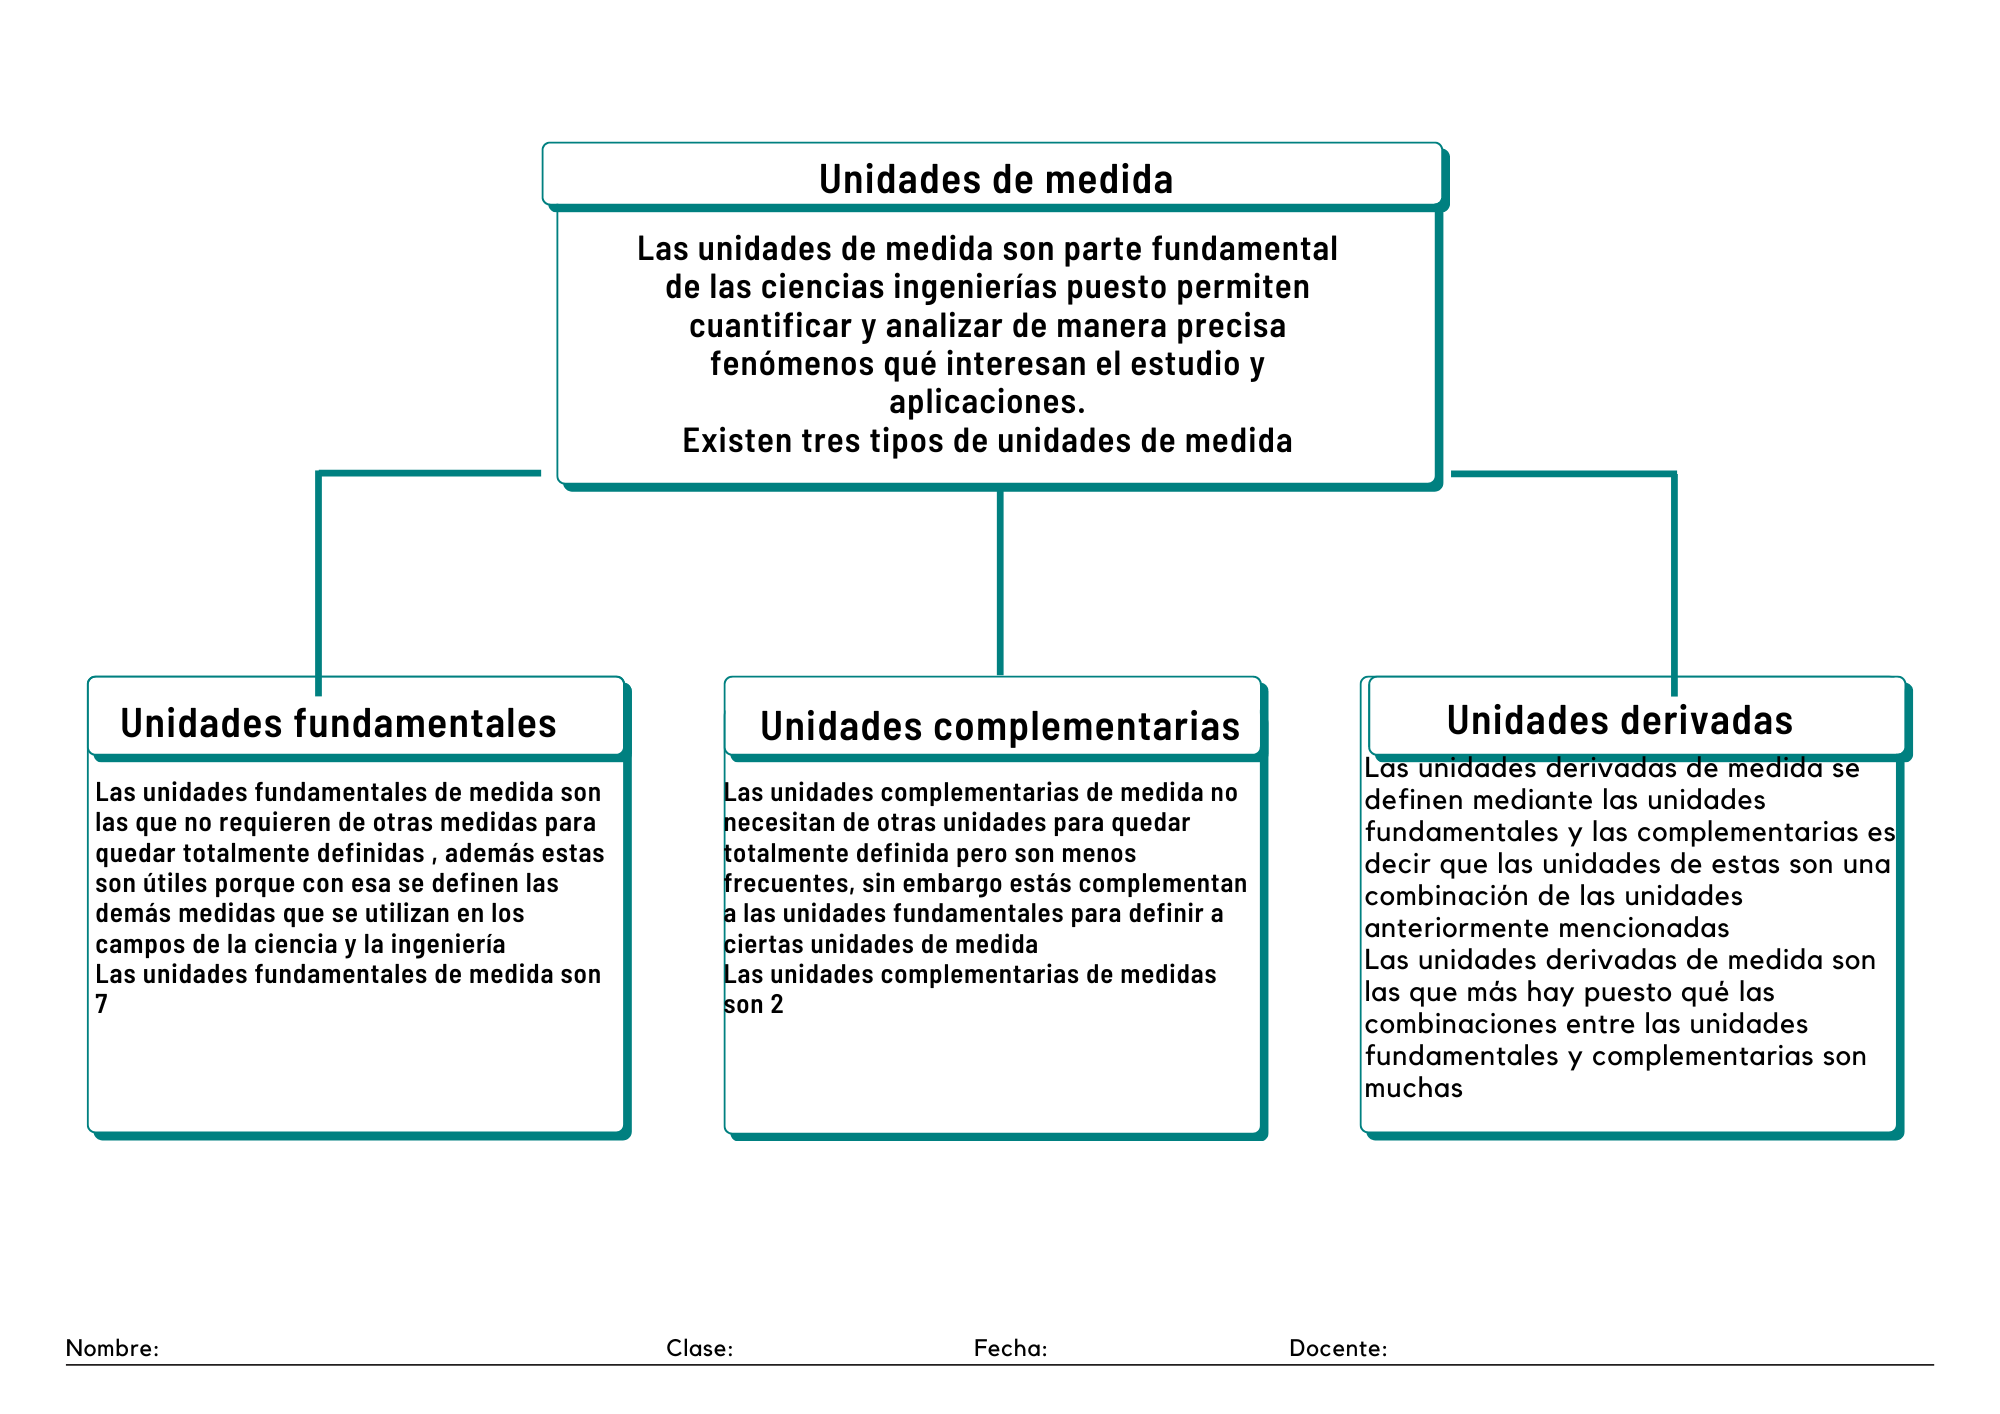 Unidades de medida
Las unidades de medida son parte fundamental
de las ciencias ingenierías puesto permiten
cuantificar y analizar de manera precisa
fenómenos qué interesan el estudio y
aplicaciones.
Existen tres tipos de unidades de medida
Unidades fundamentales
Las unidades fundamentales de medida son
las que no requieren de otras medidas para
quedar totalmente definidas , además estas
son útiles porque con esa se definen las
demás medidas que se utilizan en los
campos de la ciencia y la ingeniería
Las unidades fundamentales de medida son
7
Unidades complementarias
Las unidades complementarias de medida no
necesitan de otras unidades para quedar
totalmente definida pero son menos
frecuentes, sin embargo estás complementan
a las unidades fundamentales para definir a
ciertas unidades de medida
Las unidades complementarias de medidas
son 2
Unidades derivadas
Las unidades derivadas de medida se
definen mediante las unidades
fundamentales y las complementarias es
decir que las unidades de estas son una
combinación de las unidades
anteriormente mencionadas
Las unidades derivadas de medida son
las que más hay puesto qué las
combinaciones entre las unidades
fundamentales y complementarias son
muchas
Nombre: Clase: Fecha: Docente: